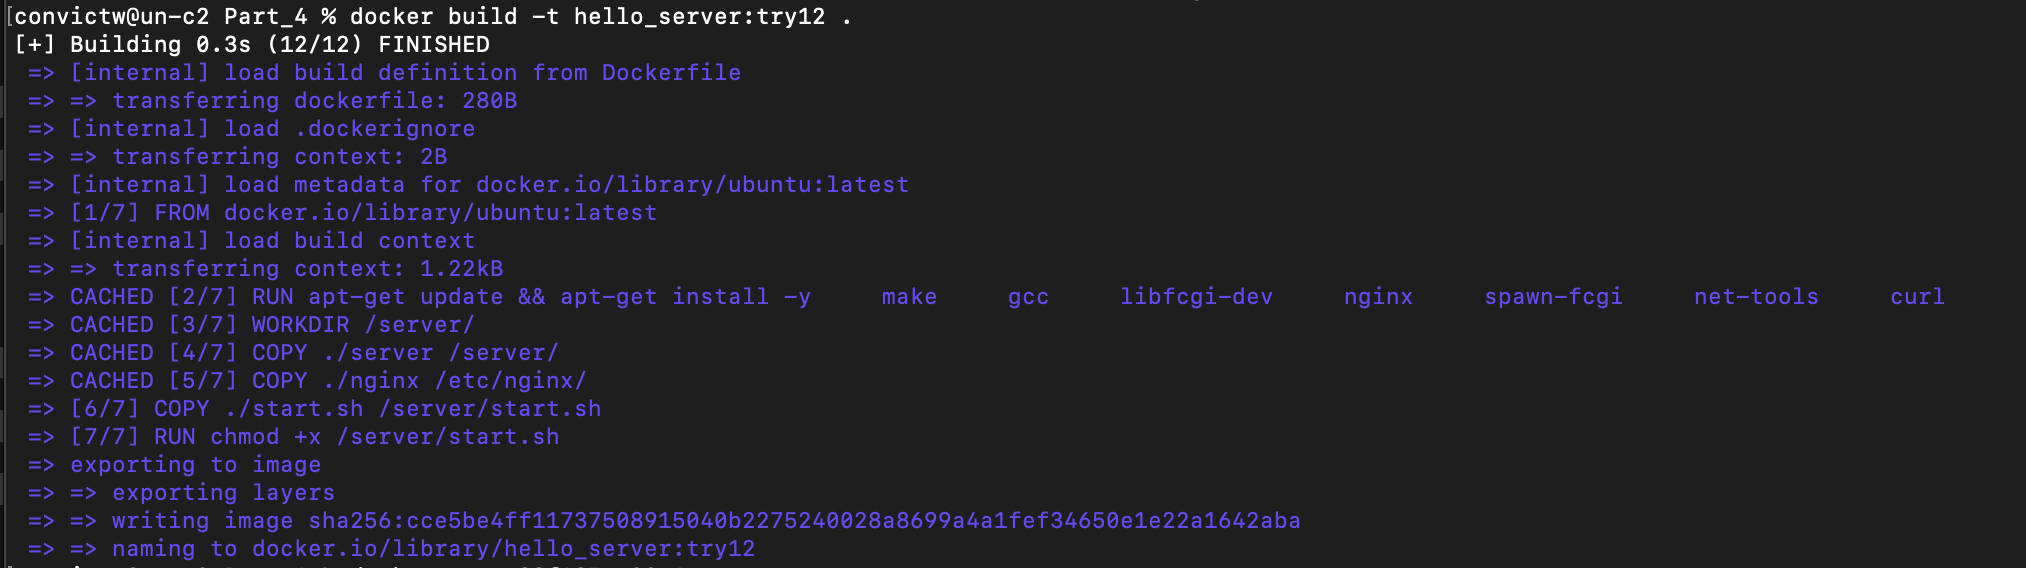 [convictw@un-c2 Part_4 % docker build -t hello_server:try12 .
[+] Building 0.3s (12/12) FINISHED
=> [internal] load build definition from Dockerfile
=> => transferring dockerfile: 280B
=> [internal] load .dockerignore
=> => transferring context: 2B
=> [internal] load metadata for docker.io/library/ubuntu:latest
=> [1/7] FROM docker.io/library/ubuntu:latest
=> [internal] load build context
=> => transferring context: 1.22kB
=> CACHED [2/7] RUN apt-get update && apt-get install -y     make     gcc     libfcgi-dev     nginx     spawn-fcgi     net-tools     curl
=> CACHED [3/7] WORKDIR /server/
=> CACHED [4/7] COPY ./server /server/
=> CACHED [5/7] COPY ./nginx /etc/nginx/
=> [6/7] COPY ./start.sh /server/start.sh
=> [7/7] RUN chmod +x /server/start.sh
=> exporting to image
=> => exporting layers
=> => writing image sha256:cce5be4ff11737508915040b2275240028a8699a4a1fef34650e1e22a1642aba
=> => naming to docker.io/library/hello_server:try12